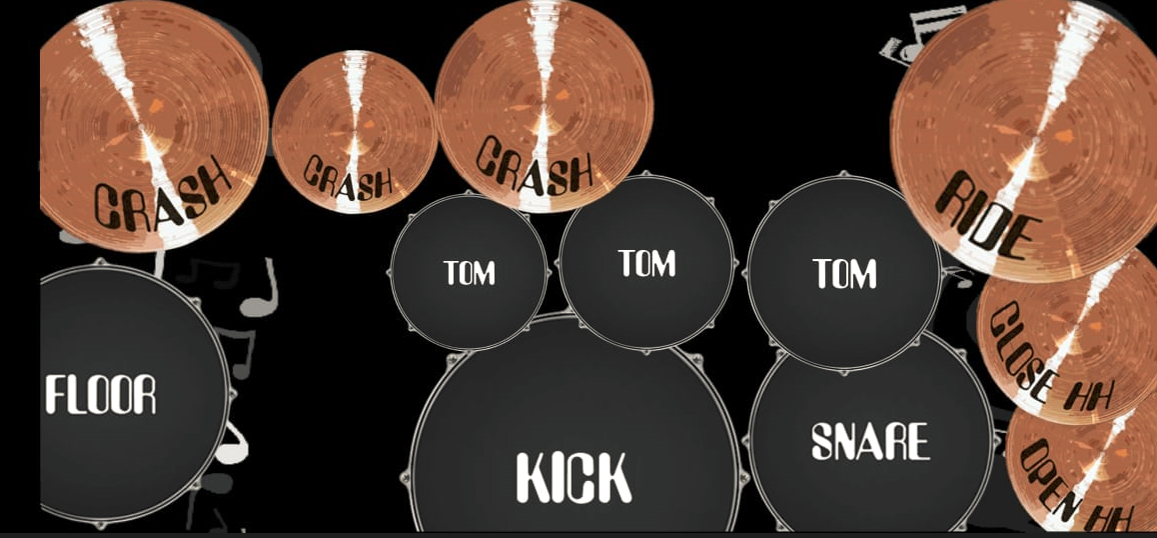 CRASH
CRASH
CRASH
RIDE
TOM
TOM
TOM
CLOSE HH
FLOOR
KICK
SNARE
OPEN HH